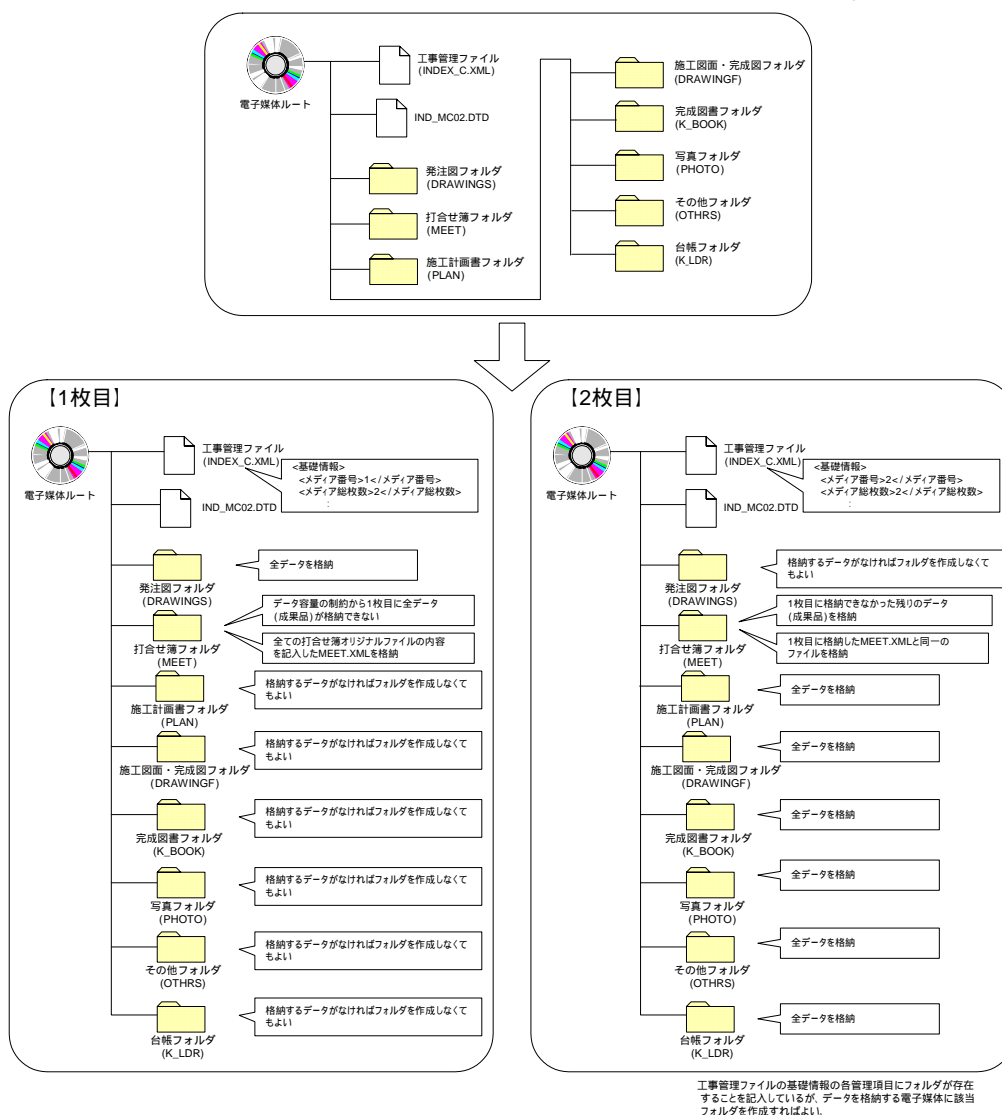 電子媒体ルート
工事管理ファイル
(INDEX_C.XML)
IND_MC02.DTD
発注図フォルダ
(DRAWINGS)
打合せ簿フォルダ
(MEET)
施工計画書フォルダ
(PLAN)
施工図面・完成図フォルダ
(DRAWINGF)
完成図書フォルダ
(K_BOOK)
写真フォルダ
(PHOTO)
その他フォルダ
(OTHRS)
台帳フォルダ
(K_LDR)
【1枚目】
電子媒体ルート
工事管理ファイル
(INDEX_C.XML)
<基礎情報>
<メディア番号>1</メディア番号>
<メディア総枚数>2</メディア総枚数>
:
IND_MC02.DTD
発注図フォルダ
(DRAWINGS)
全データを格納
打合せ簿フォルダ
(MEET)
データ容量の制約から1枚目に全データ
(成果品)が格納できない
全ての打合せ簿オリジナルファイルの内容
を記入したMEET.XMLを格納
施工計画書フォルダ
(PLAN)
格納するデータがなければフォルダを作成しなくて
もよい
施工図面・完成図フォルダ
(DRAWINGF)
格納するデータがなければフォルダを作成しなくて
もよい
完成図書フォルダ
(K_BOOK)
格納するデータがなければフォルダを作成しなくて
もよい
写真フォルダ
(PHOTO)
格納するデータがなければフォルダを作成しなくて
もよい
その他フォルダ
(OTHRS)
格納するデータがなければフォルダを作成しなくて
もよい
台帳フォルダ
(K_LDR)
格納するデータがなければフォルダを作成しなくて
もよい
【2枚目】
電子媒体ルート
工事管理ファイル
(INDEX_C.XML)
<基礎情報>
<メディア番号>2</メディア番号>
<メディア総枚数>2</メディア総枚数>
:
IND_MC02.DTD
発注図フォルダ
(DRAWINGS)
格納するデータがなければフォルダを作成しなくて
もよい
打合せ簿フォルダ
(MEET)
1枚目に格納できなかった残りのデータ
(成果品)を格納
1枚目に格納したMEET.XMLと同一の
ファイルを格納
施工計画書フォルダ
(PLAN)
全データを格納
施工図面・完成図フォルダ
(DRAWINGF)
全データを格納
完成図書フォルダ
(K_BOOK)
全データを格納
写真フォルダ
(PHOTO)
全データを格納
その他フォルダ
(OTHRS)
全データを格納
台帳フォルダ
(K_LDR)
全データを格納
工事管理ファイルの基礎情報の各管理項目にフォルダが存在
することを記入しているが、データを格納する電子媒体に該当
フォルダを作成すればよい。